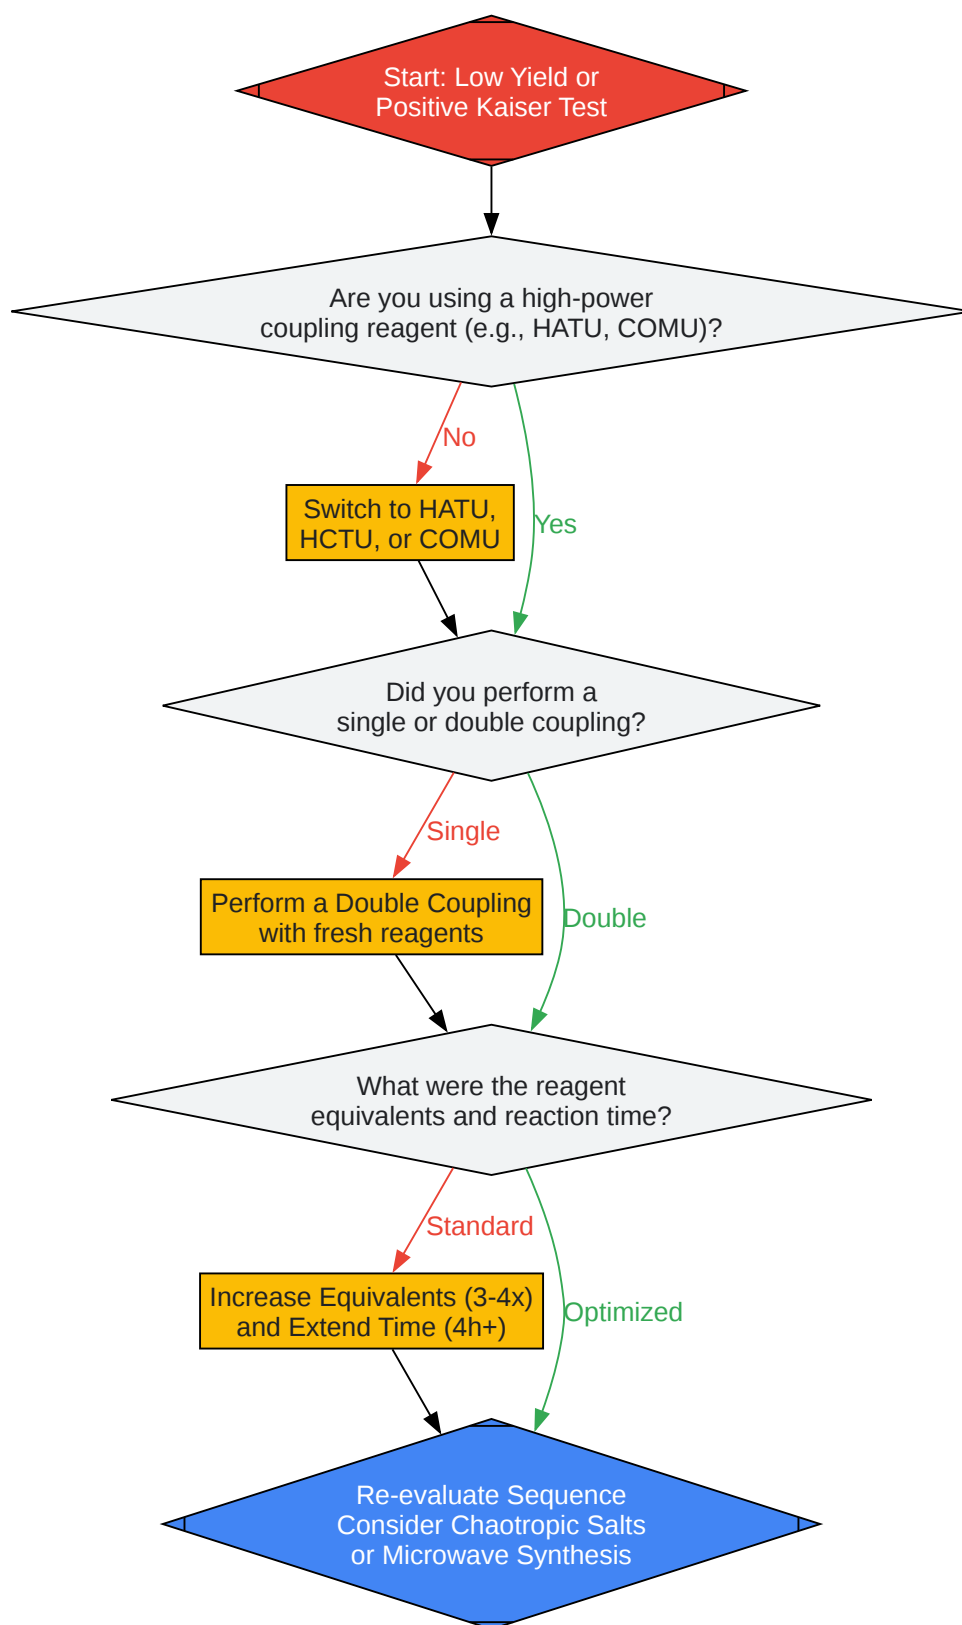 Start: Low Yield or
Positive Kaiser Test
Are you using a high-power
coupling reagent (e.g., HATU, COMU)?
No
Switch to HATU,
HCTU, or COMU
Yes
Did you perform a
single or double coupling?
Single
Perform a Double Coupling
with fresh reagents
Double
What were the reagent
equivalents and reaction time?
Standard
Increase Equivalents (3-4x)
and Extend Time (4h+)
Optimized
Re-evaluate Sequence
Consider Chaotropic Salts
or Microwave Synthesis